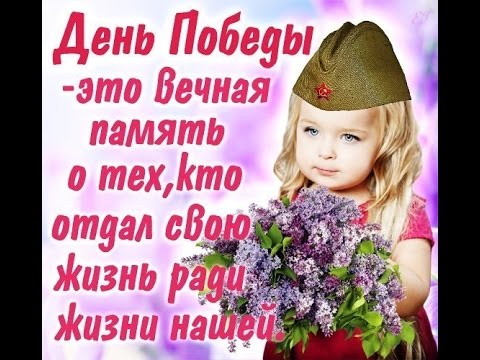 День Победы
-это вечная
память
о тех,кто
отдал свою
жизнь ради
жизни нашей.